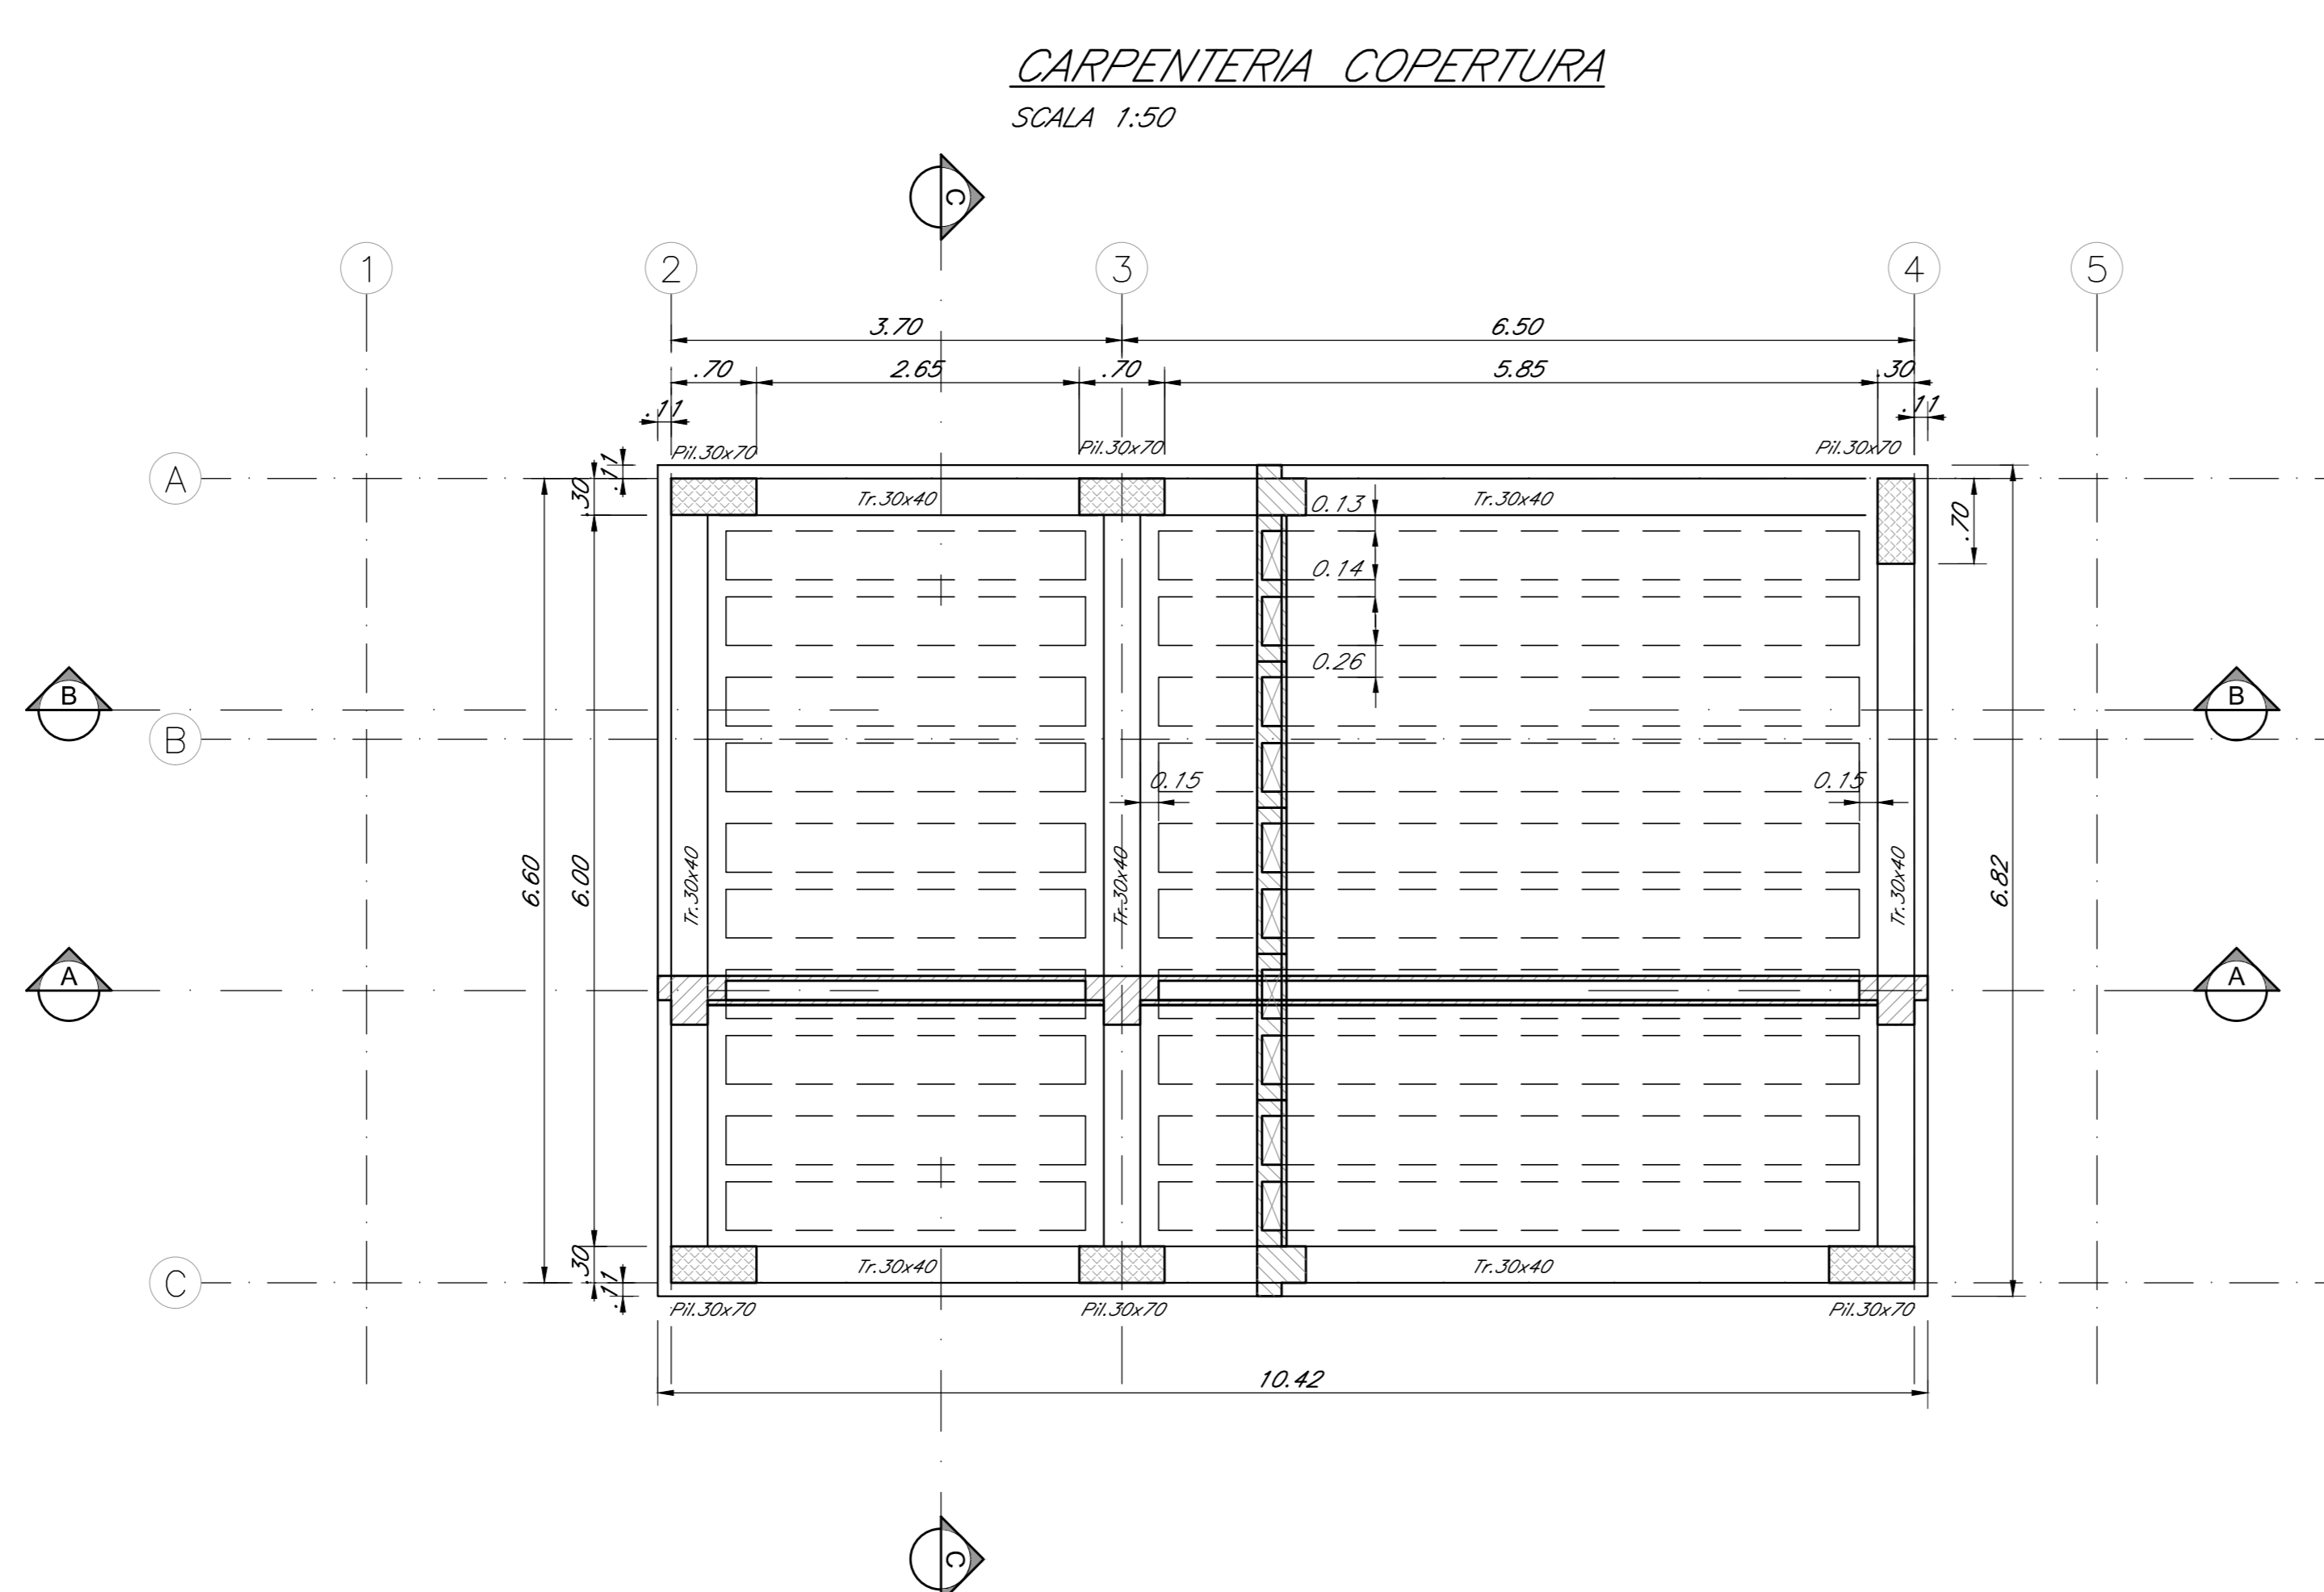 CARPENTERIA COPERTURA
SCALA 1:50
C
1 2 3 4 5
3.70 6.50
.70 2.65 .70 5.85 .30
.11 .11
Pil.30x70 Pil.30x70 Pil.30x70
A
.30 .11
Tr.30x40 Tr.30x40
0.13
.70
0.14
0.26
B B
B
0.15 0.15
6.60 6.00 Tr.30x40 Tr.30x40 Tr.30x40 6.82
A A
C
.30 .11
Tr.30x40 Tr.30x40
Pil.30x70 Pil.30x70 Pil.30x70
10.42
C